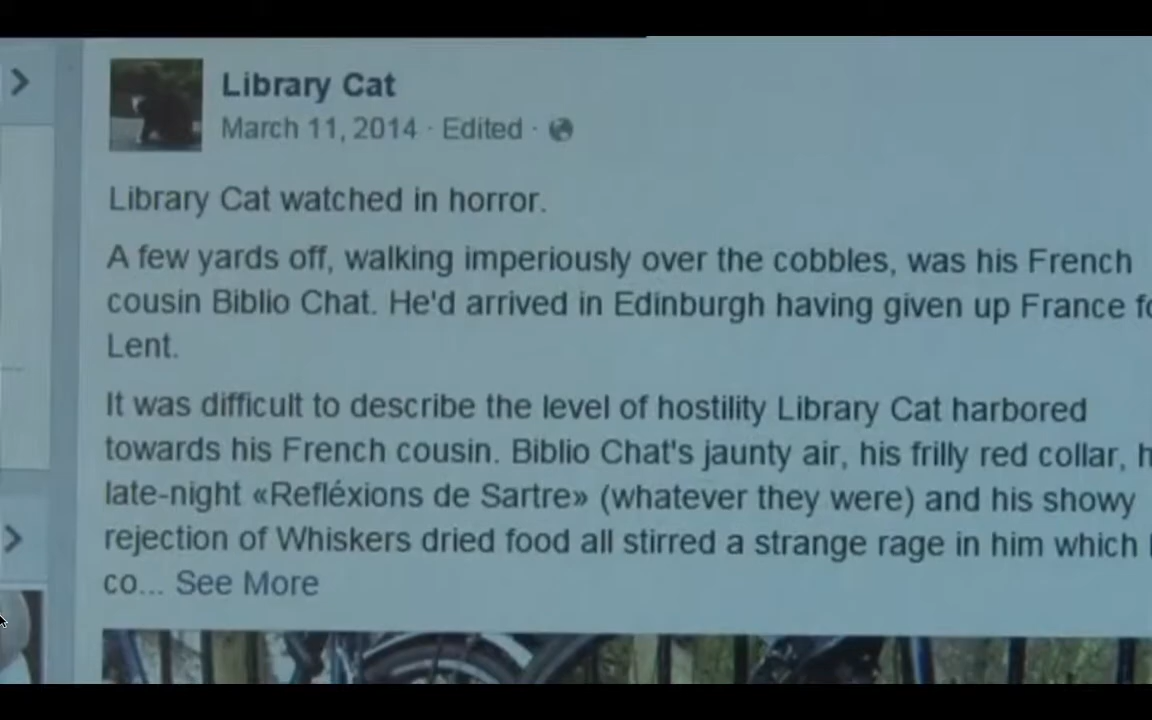 Library Cat
March 11, 2014 · Edited ·
Library Cat watched in horror.
A few yards off, walking imperiously over the cobbles, was his French
cousin Biblio Chat. He'd arrived in Edinburgh having given up France
Lent.
It was difficult to describe the level of hostility Library Cat harbored
towards his French cousin. Biblio Chat's jaunty air, his frilly red collar,
late-night «Refléxions de Sartre» (whatever they were) and his showy
rejection of Whiskers dried food all stirred a strange rage in him which
co... See More